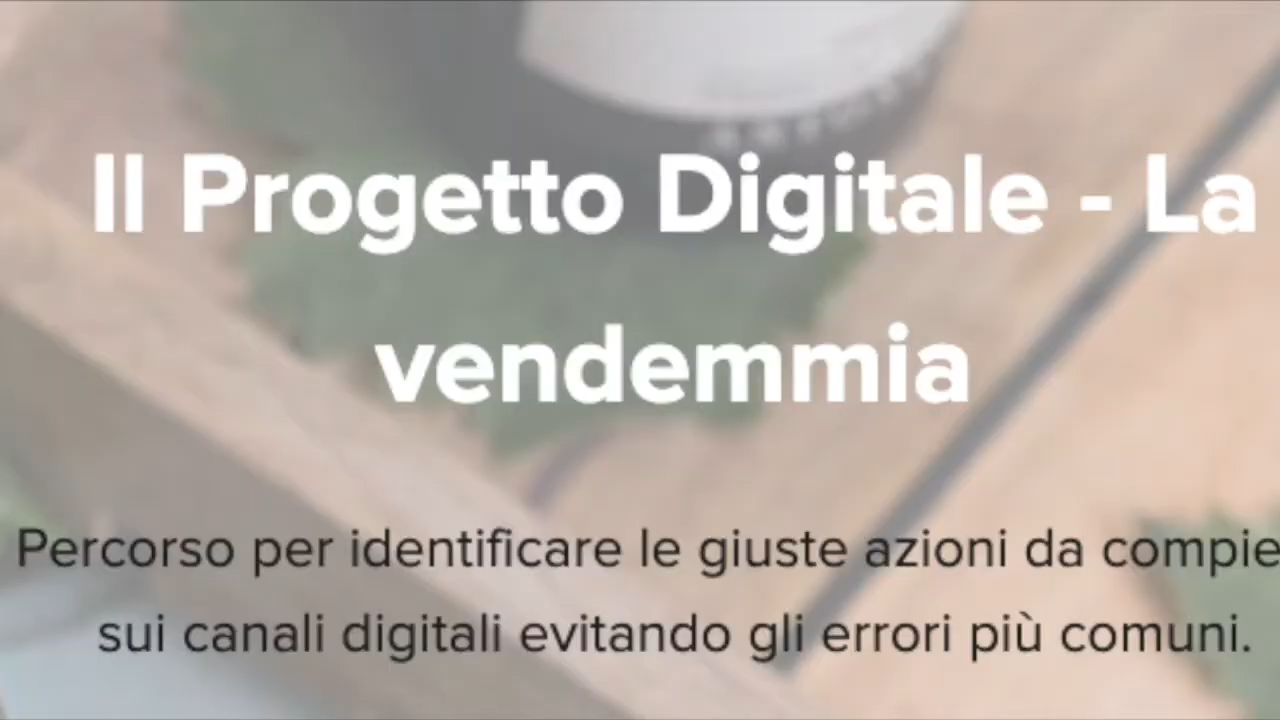 Il Progetto Digitale - La
vendemmia
Percorso per identificare le giuste azioni da compie
sui canali digitali evitando gli errori più comuni.